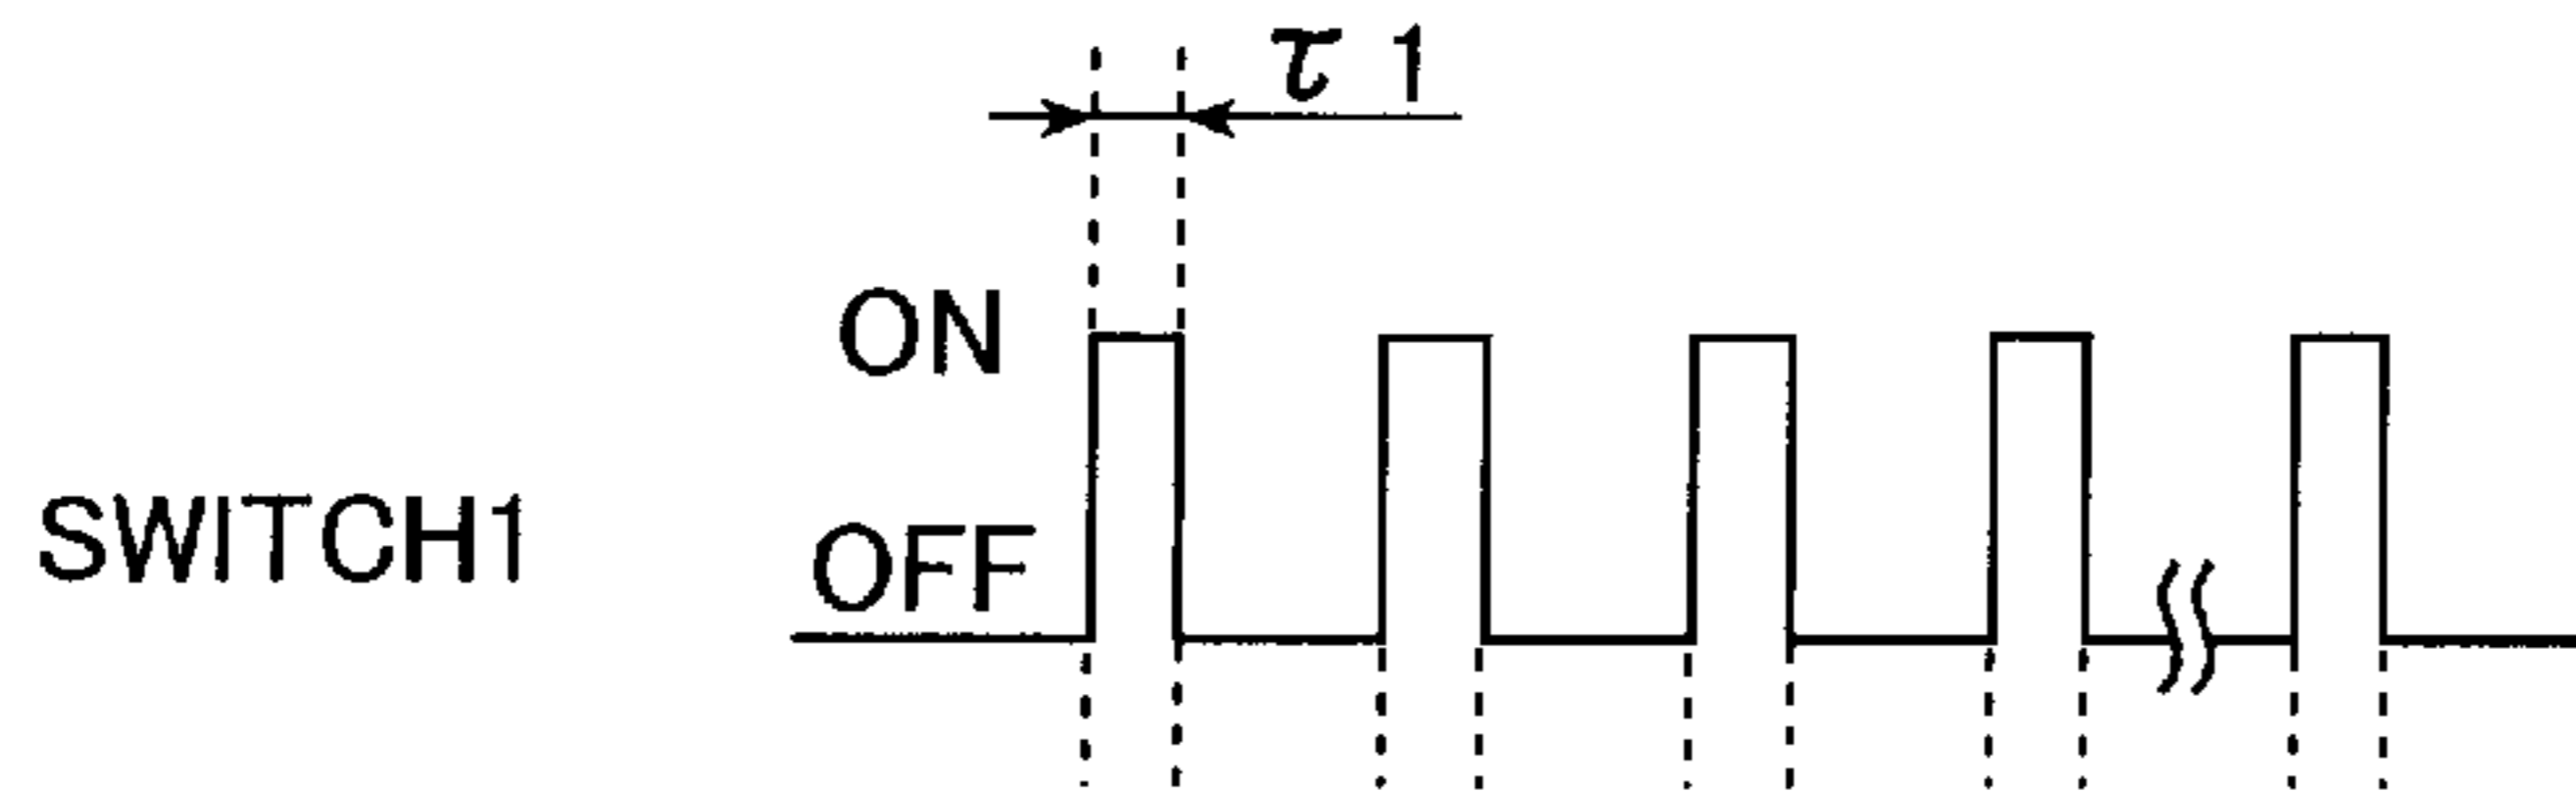 τ 1
ON
OFF
SWITCH1